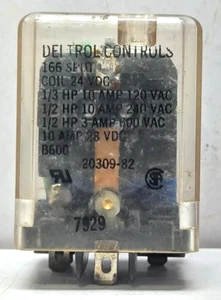 DELTROL CONTROLS
166 SPDT
COIL 24 VDC
1/3 HP 10 AMP 120 VAC
1/2 HP 10 AMP 240 VAC
1/2 HP 3 AMP 600 VAC
10 AMP 28 VDC
B600
20309-82
7929